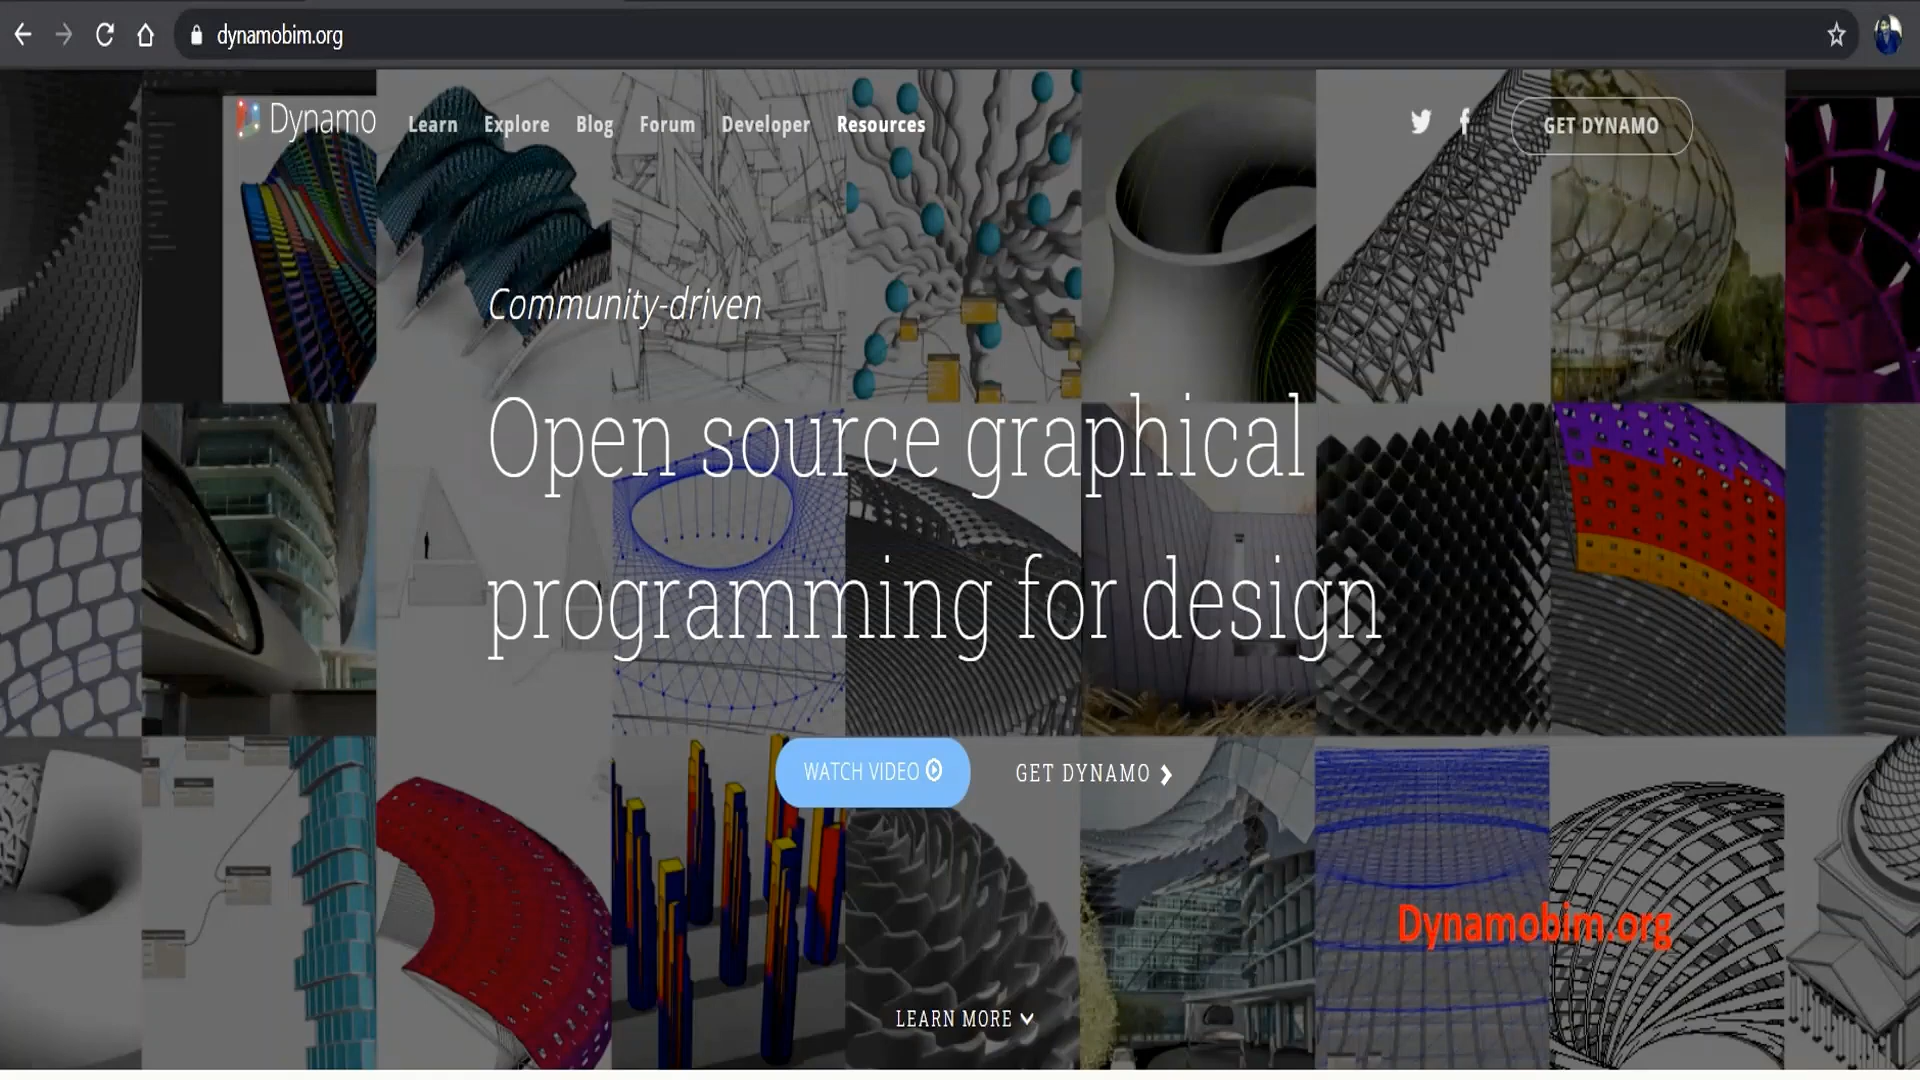 dynamobim.org
Dynamo Learn Explore Blog Forum Developer Resources GET DYNAMO
Community-driven
Open source graphical
programming for design
WATCH VIDEO GET DYNAMO
Dynamobim.org
LEARN MORE